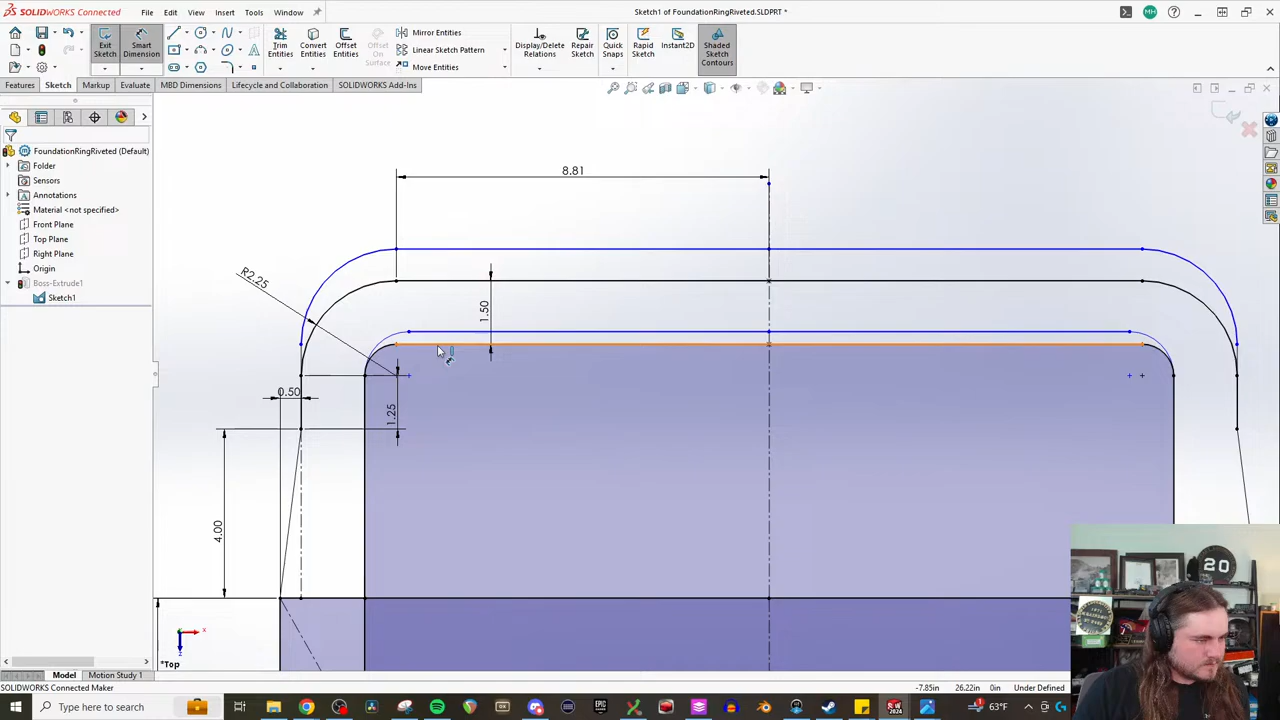 SOLIDWORKS Connected File Edit View Insert Tools Window
Sketch1 of FoundationRingRiveted.SLDPRT *
MH
Exit Sketch
Smart Dimension
Trim Entities
Convert Entities
Offset Entities
Offset On Surface
Mirror Entities
Linear Sketch Pattern
Move Entities
Display/Delete Relations
Repair Sketch
Quick Snaps
Rapid Sketch
Instant2D
Shaded Sketch Contours
Features Sketch Markup Evaluate MBD Dimensions Lifecycle and Collaboration SOLIDWORKS Add-Ins
FoundationRingRiveted (Default)
Folder
Sensors
Annotations
Material <not specified>
Front Plane
Top Plane
Right Plane
Origin
Boss-Extrude1
Sketch1
8.81
R2.25
1.50
0.50
1.25
4.00
20
x
z
*Top
Model Motion Study 1
SOLIDWORKS Connected Maker
-7.85in 26.22in 0in Under Defined
Type here to search
63°F